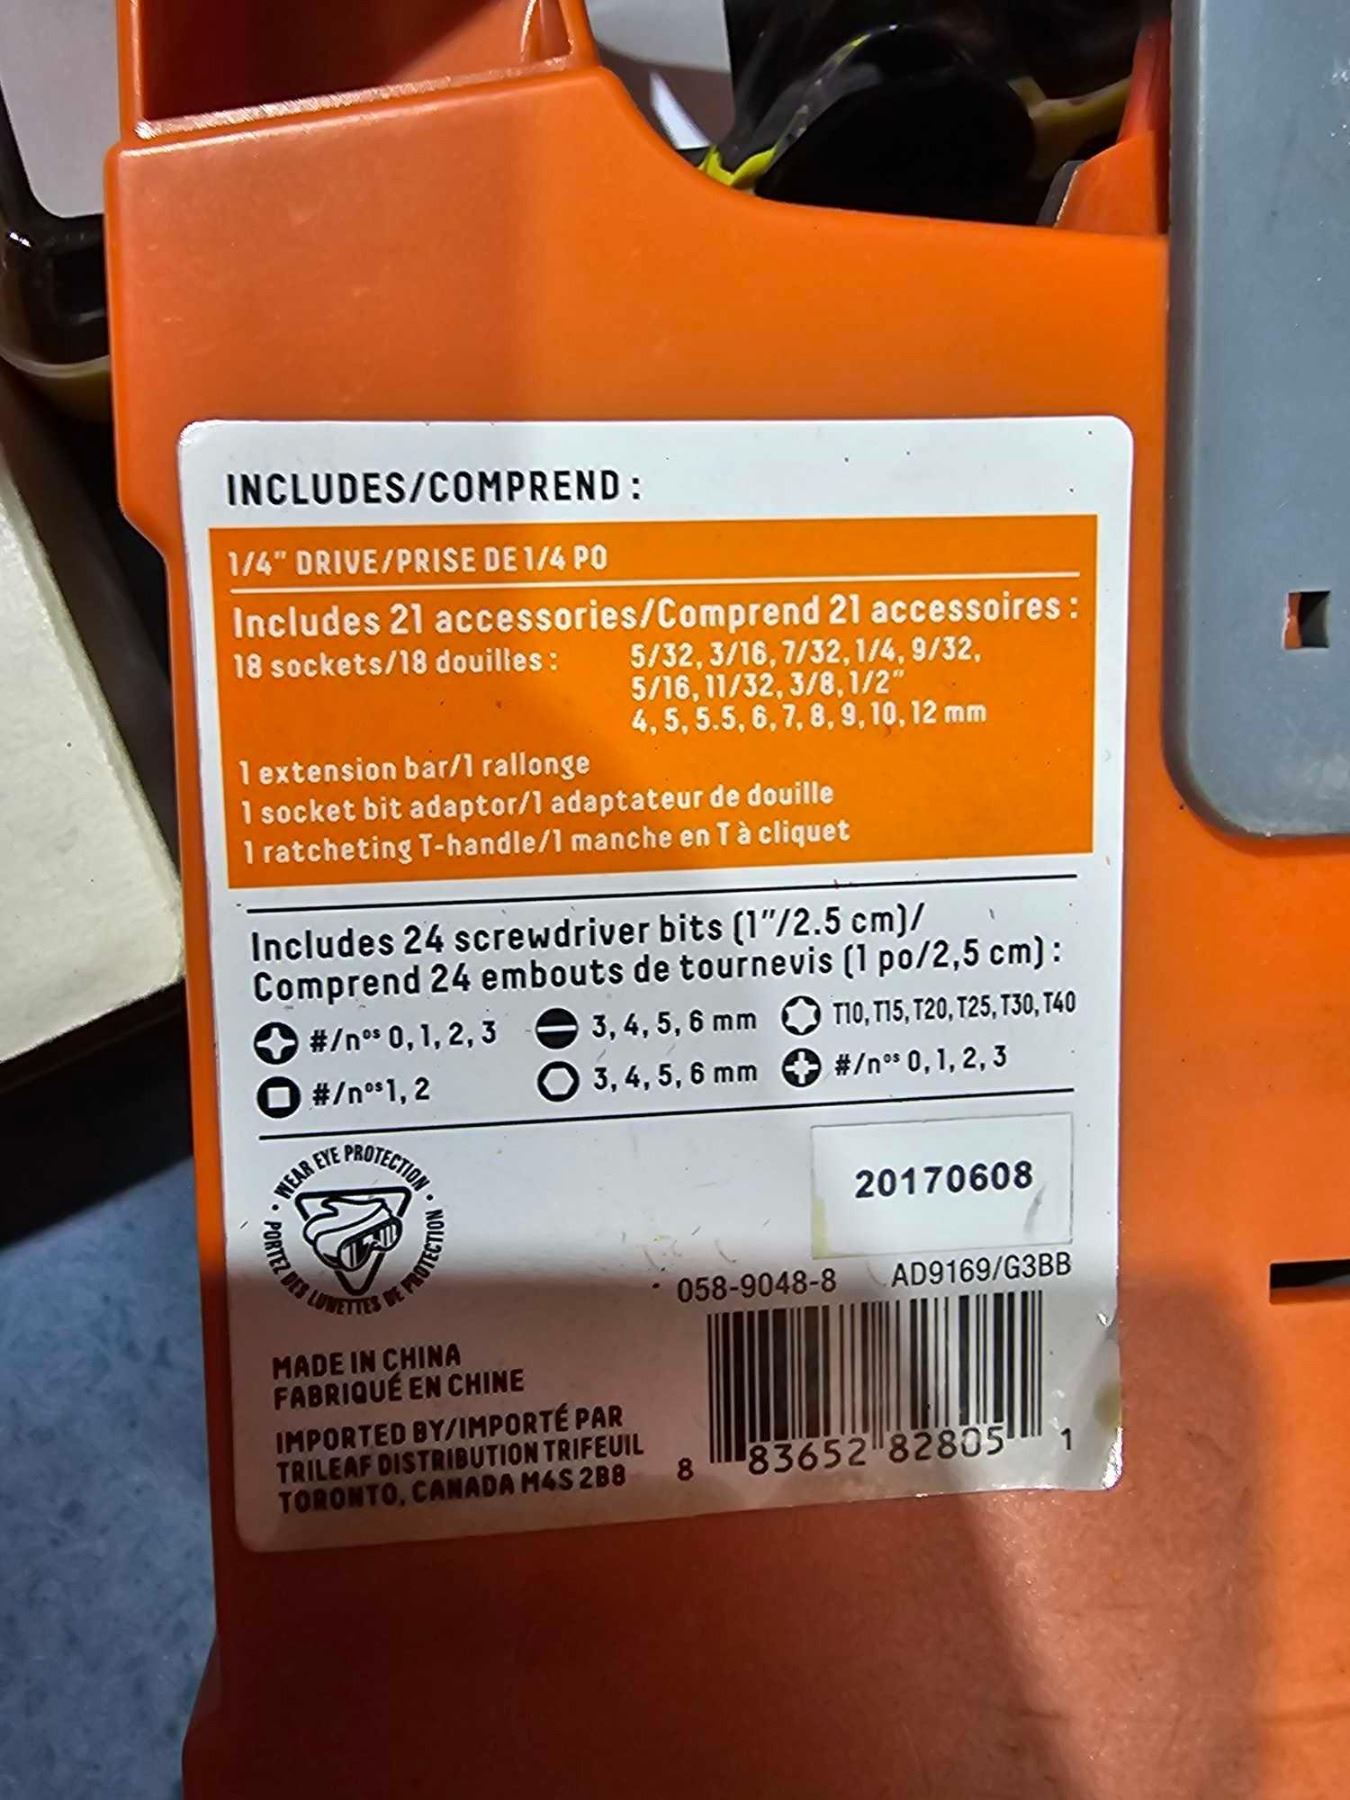 INCLUDES/COMPREND :
1/4" DRIVE/PRISE DE 1/4 PO
Includes 21 accessories/Comprend 21 accessoires :
18 sockets/18 douilles : 5/32, 3/16, 7/32, 1/4, 9/32,
5/16, 11/32, 3/8, 1/2"
4, 5, 5.5, 6, 7, 8, 9, 10, 12 mm
1 extension bar/1 rallonge
1 socket bit adaptor/1 adaptateur de douille
1 ratcheting T-handle/1 manche en T à cliquet
Includes 24 screwdriver bits (1"/2.5 cm)/
Comprend 24 embouts de tournevis (1 po/2,5 cm) :
#/nos 0, 1, 2, 3 3, 4, 5, 6 mm T10, T15, T20, T25, T30, T40
#/nos 1, 2 3, 4, 5, 6 mm #/nos 0, 1, 2, 3
• WEAR EYE PROTECTION •
PORTEZ DES LUNETTES DE PROTECTION
20170608
058-9048-8 AD9169/G3BB
MADE IN CHINA
FABRIQUÉ EN CHINE
IMPORTED BY/IMPORTÉ PAR
TRILEAF DISTRIBUTION TRIFEUIL
TORONTO, CANADA M4S 2B8
8 83652 82805 1